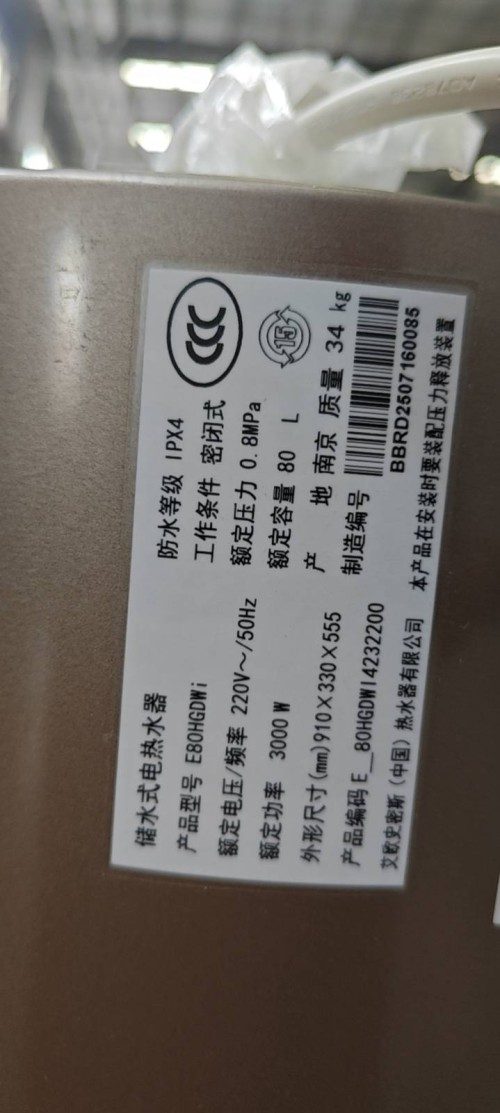 储水式电热水器
产品型号 E80HGDWi
额定电压/频率 220V～/50Hz
额定功率 3000 W
外形尺寸(mm)910×330×555
产品编码 E__80HGDWI4232200
艾欧史密斯(中国)热水器有限公司
防水等级 IPX4
工作条件 密闭式
额定压力 0.8MPa
额定容量 80 L
产 地 南京 质量 34 kg
制造编号
BBRD2507160085
本产品在安装时要装配压力释放装置
CCC
15